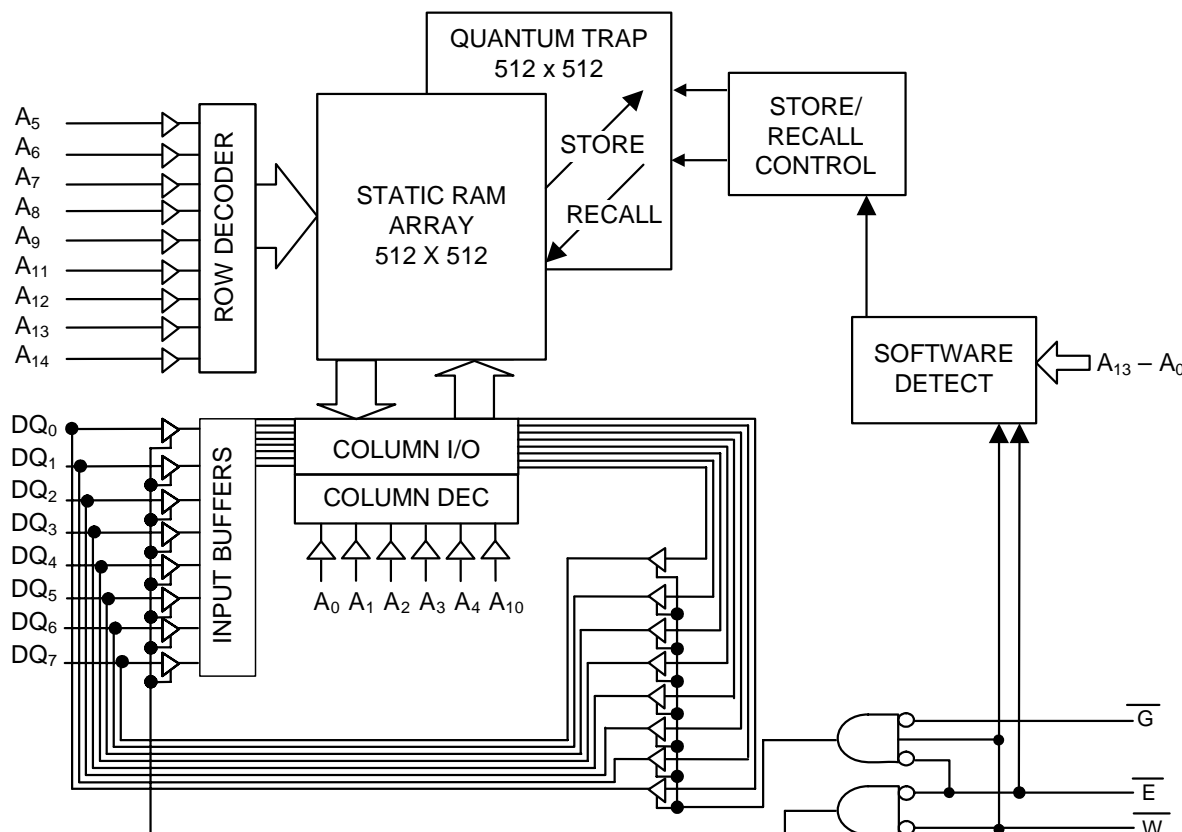 QUANTUM TRAP
512 x 512
STORE/
RECALL
CONTROL
STORE
RECALL
STATIC RAM
ARRAY
512 X 512
A5
A6
A7
A8
A9
A11
A12
A13
A14
ROW DECODER
SOFTWARE
DETECT
A13 – A0
DQ0
DQ1
DQ2
DQ3
DQ4
DQ5
DQ6
DQ7
INPUT BUFFERS
COLUMN I/O
COLUMN DEC
A0 A1 A2 A3 A4 A10
G
E
W